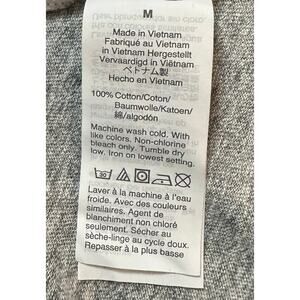 M
Made in Vietnam
Fabriqué au Vietnam
in Vietnam Hergestellt
Vervaardigd in Viëtnam
ベトナム製
Hecho en Vietnam
100% Cotton/Coton/
Baumwolle/Katoen/
綿/algodón
Machine wash cold. With
like colors. Non-chlorine
bleach only. Tumble dry
low. Iron on lowest setting.
30
Laver à la machine à l'eau
froide. Avec des couleurs
similaires. Agent de
blanchiment non chloré
seulement. Sécher au
sèche-linge au cycle doux.
Repasser à la plus basse